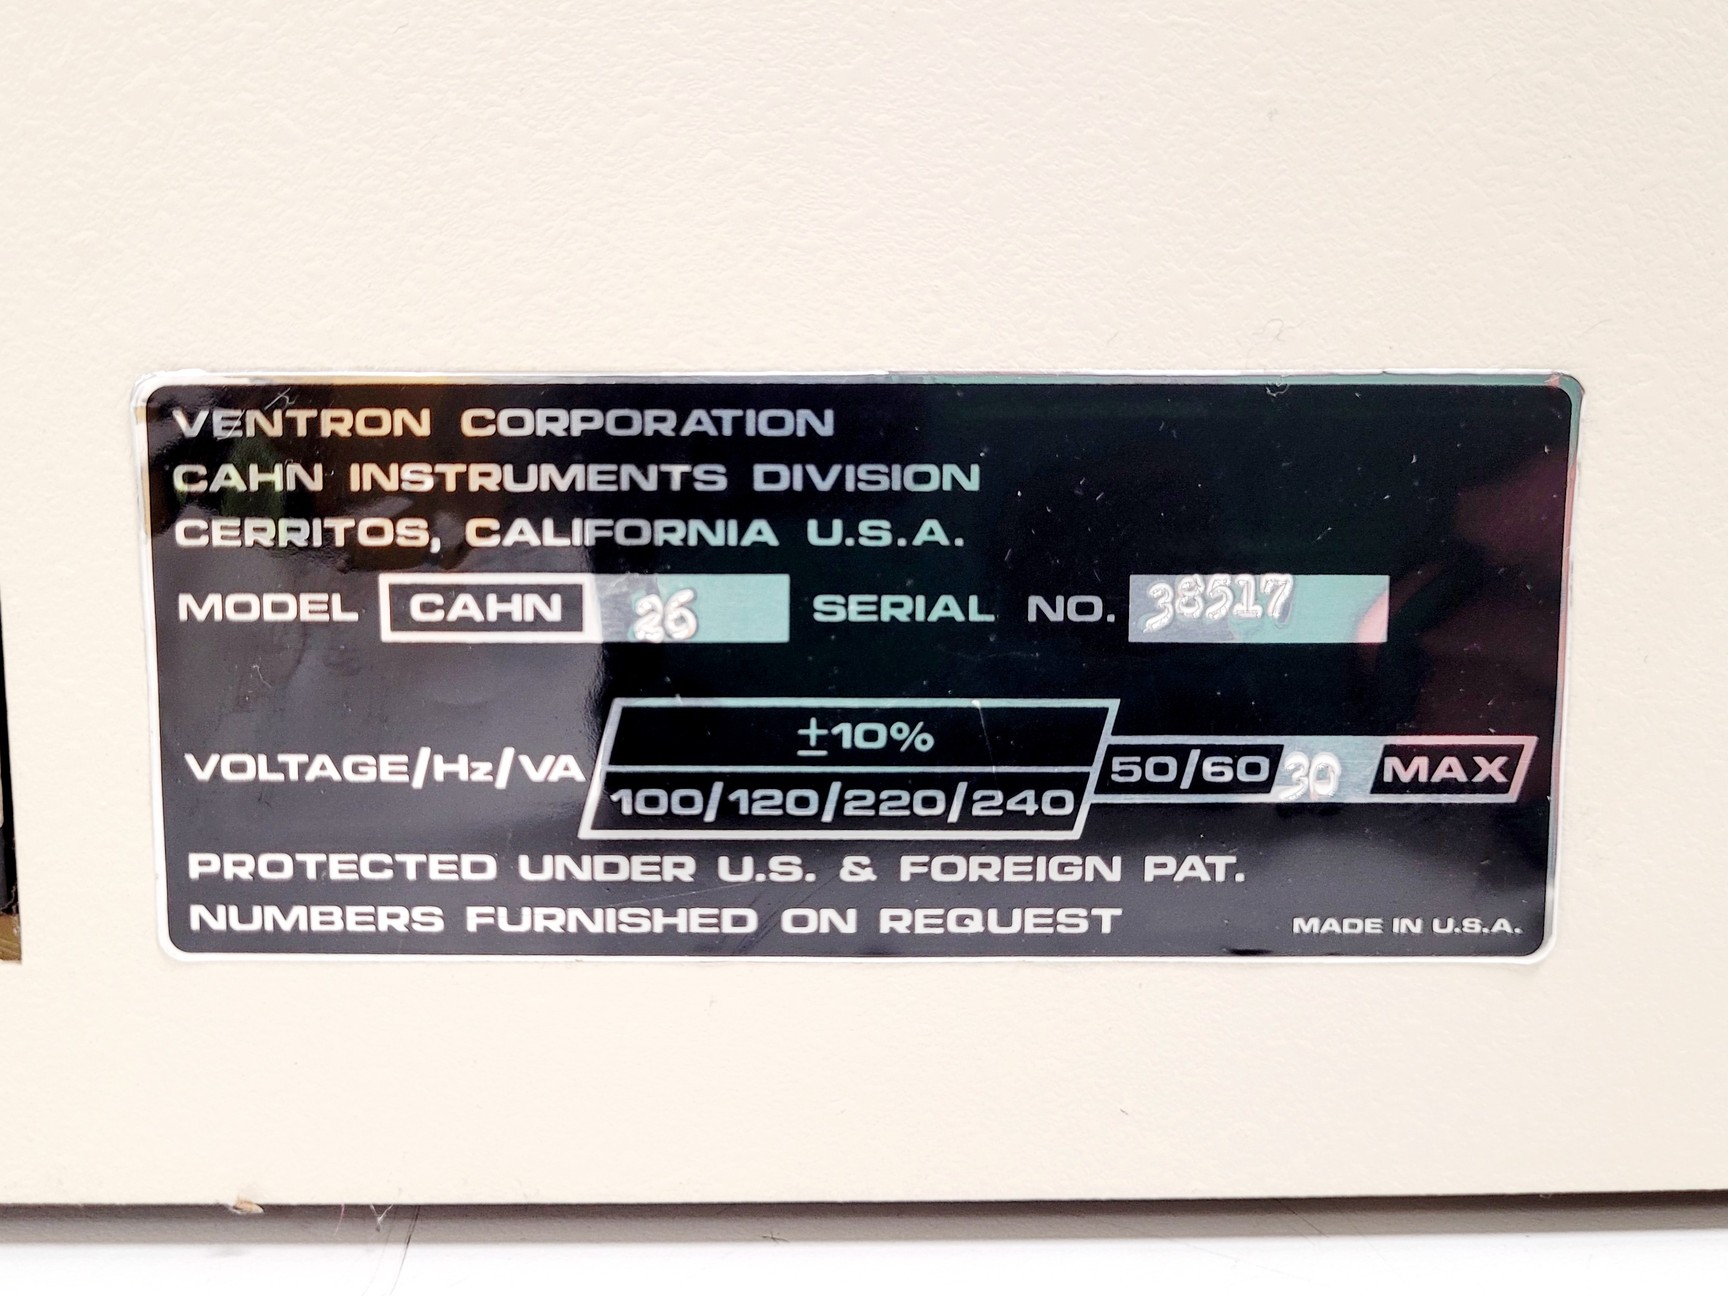 VENTRON CORPORATION
CAHN INSTRUMENTS DIVISION
CERRITOS, CALIFORNIA U.S.A.
MODEL CAHN 26 SERIAL NO. 38517
±10%
VOLTAGE/Hz/VA 100/120/220/240 50/60 30 MAX
PROTECTED UNDER U.S. & FOREIGN PAT.
NUMBERS FURNISHED ON REQUEST MADE IN U.S.A.